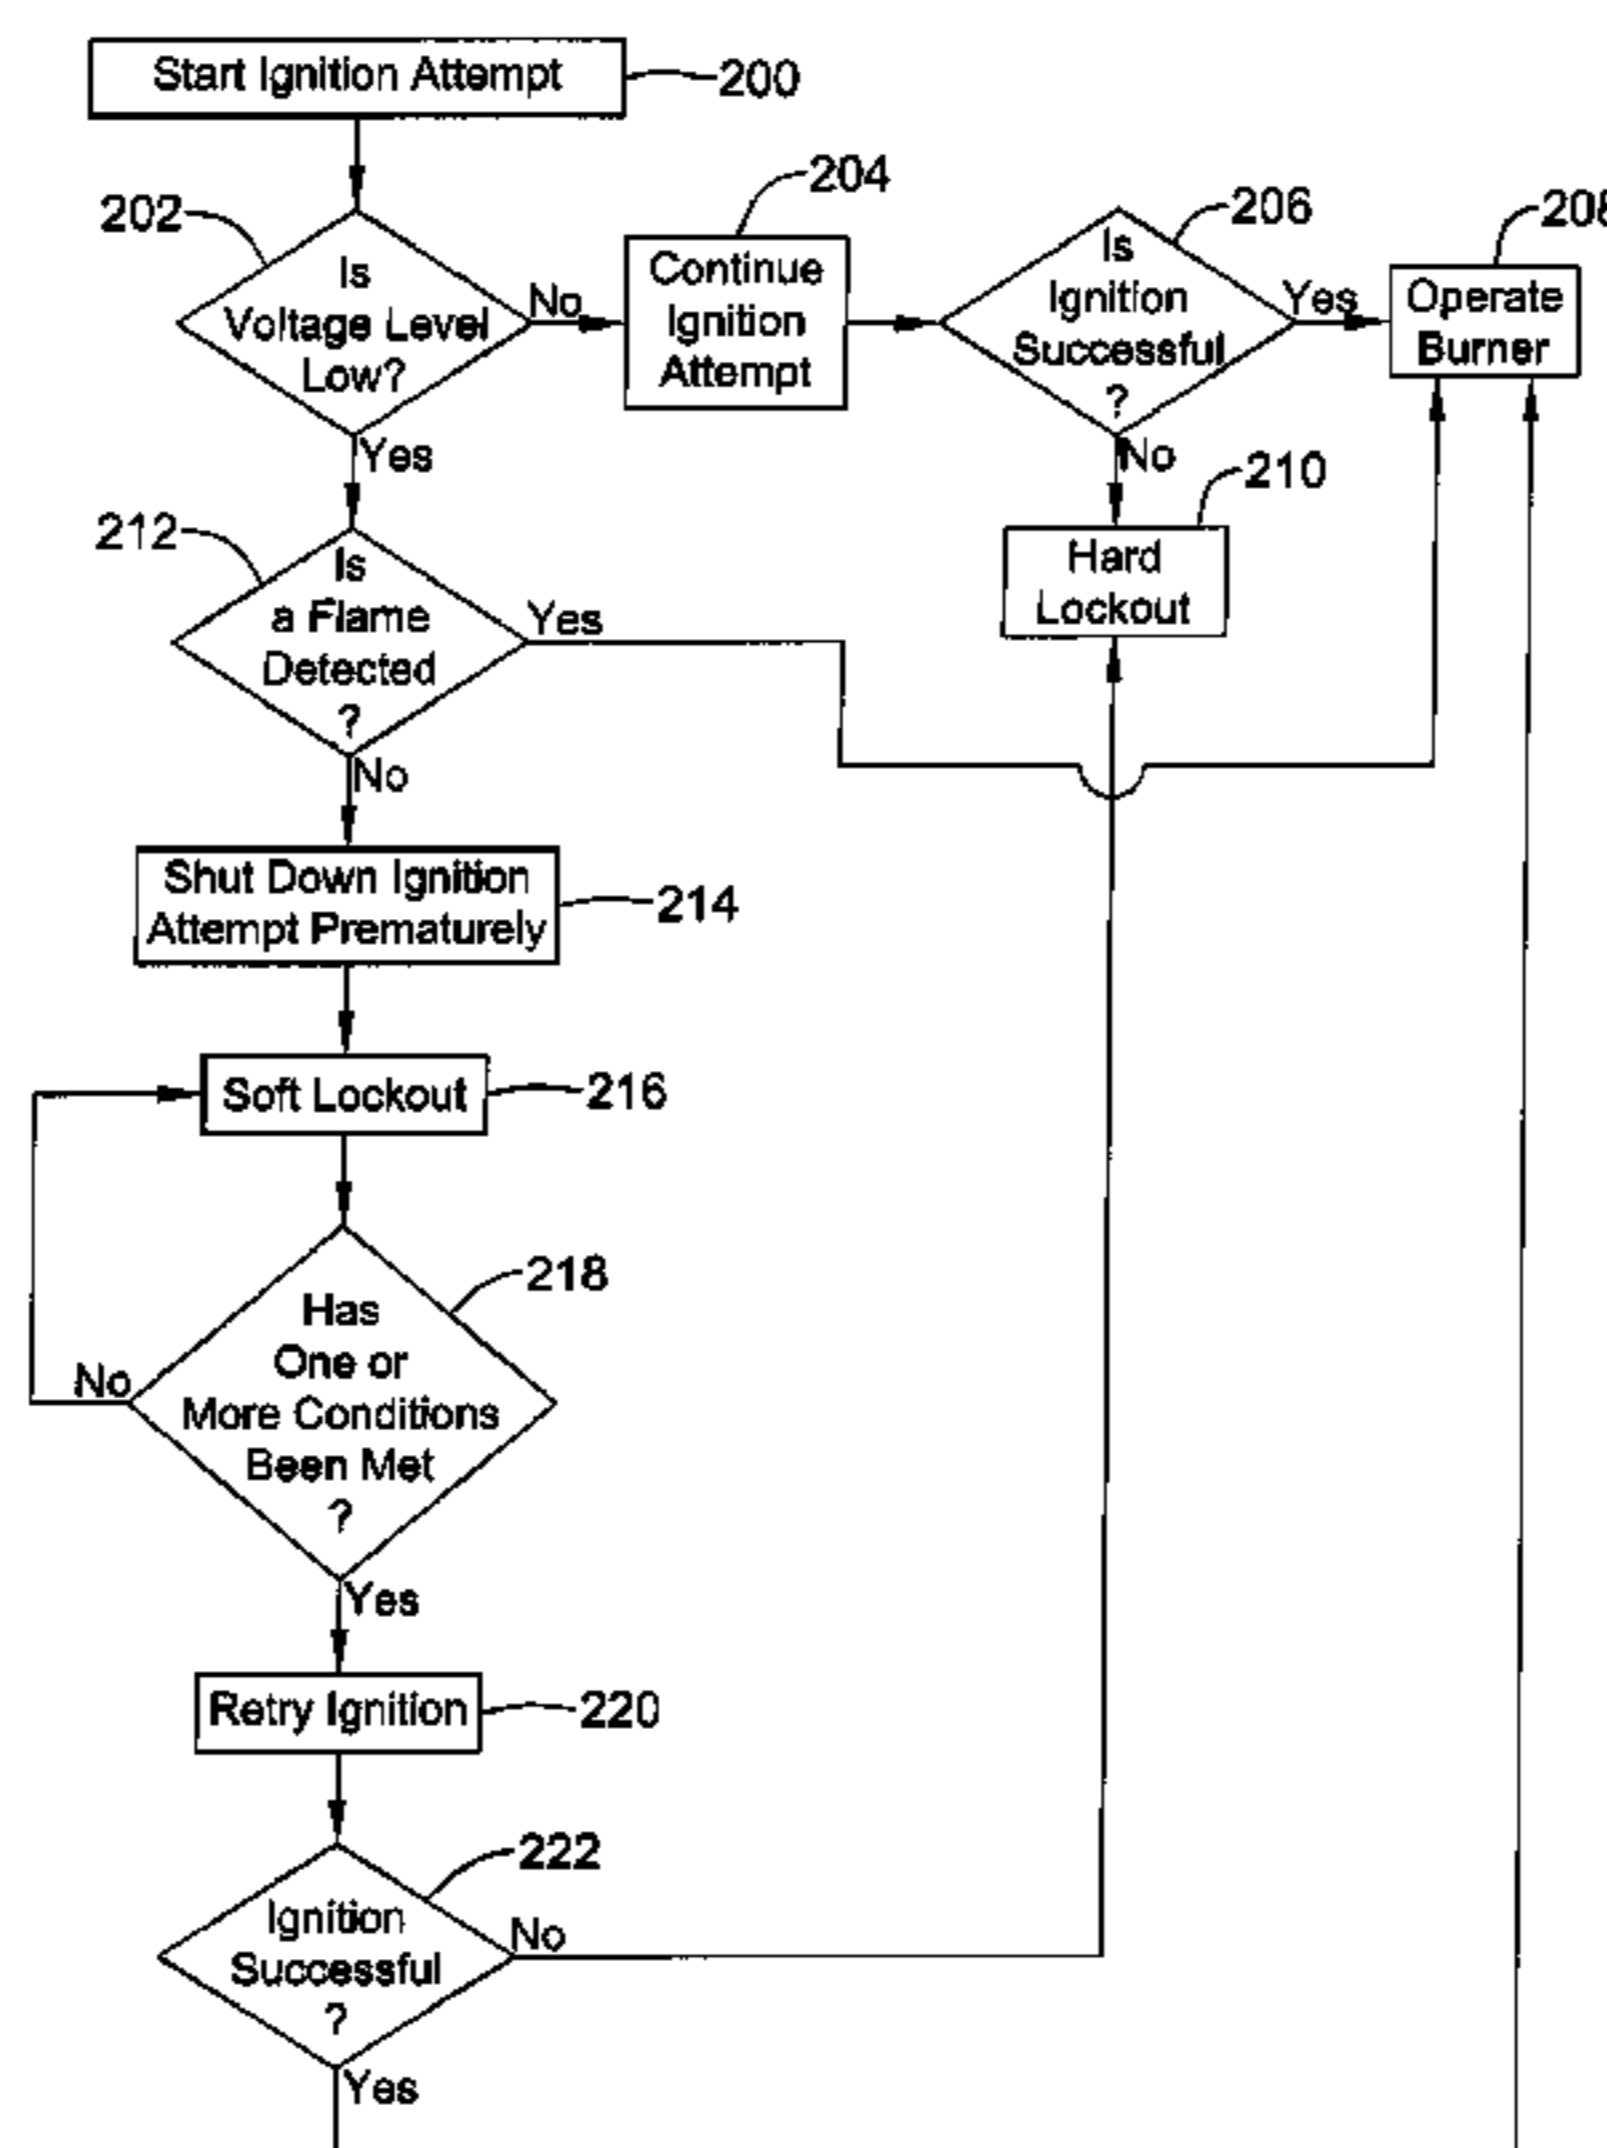 Start Ignition Attempt
200
202
Is
Voltage Level
Low?
No
Yes
204
Continue
Ignition
Attempt
206
Is
Ignition
Successful
?
Yes
No
208
Operate
Burner
210
Hard
Lockout
212
Is
a Flame
Detected
?
Yes
No
Shut Down Ignition
Attempt Prematurely
214
Soft Lockout
216
218
Has
One or
More Conditions
Been Met
?
No
Yes
Retry Ignition
220
222
Ignition
Successful
?
No
Yes